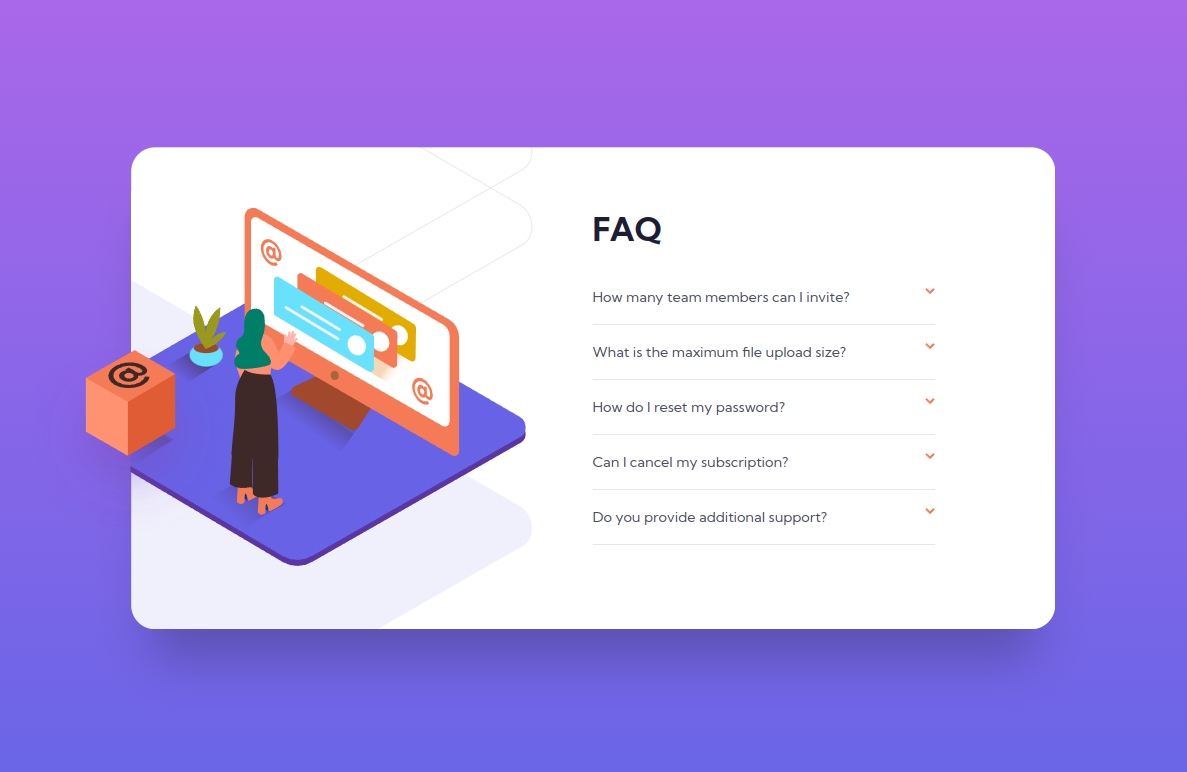 @
@
@
FAQ
How many team members can I invite?
What is the maximum file upload size?
How do I reset my password?
Can I cancel my subscription?
Do you provide additional support?